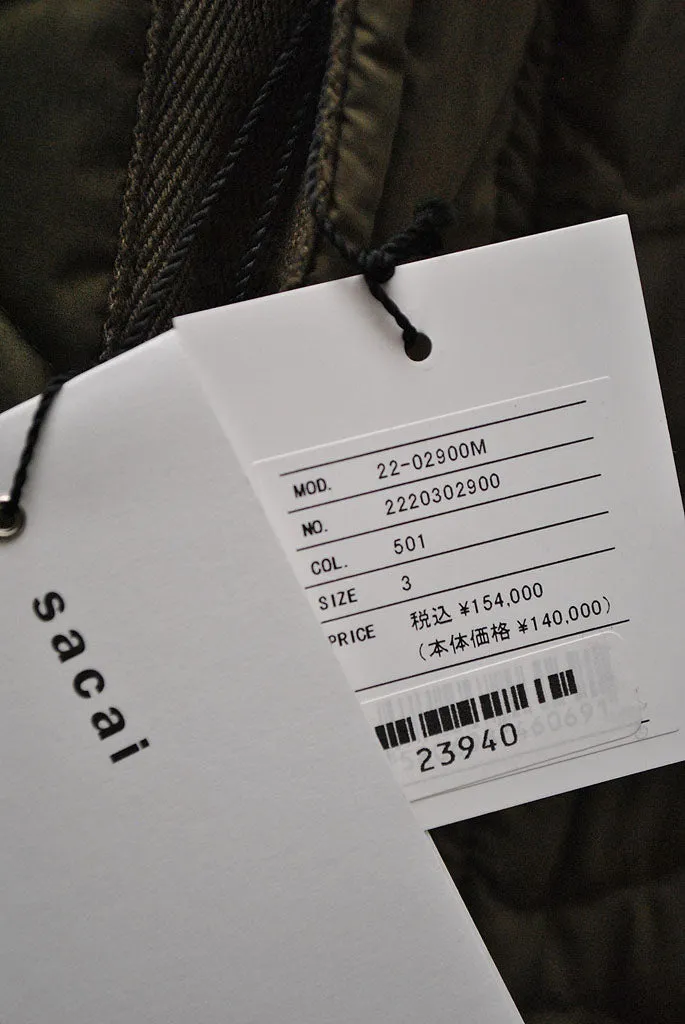 MOD. 22-02900M
NO. 2220302900
COL. 501
SIZE 3
PRICE 税込 ¥154,000
(本体価格 ¥140,000)
23940
sacai